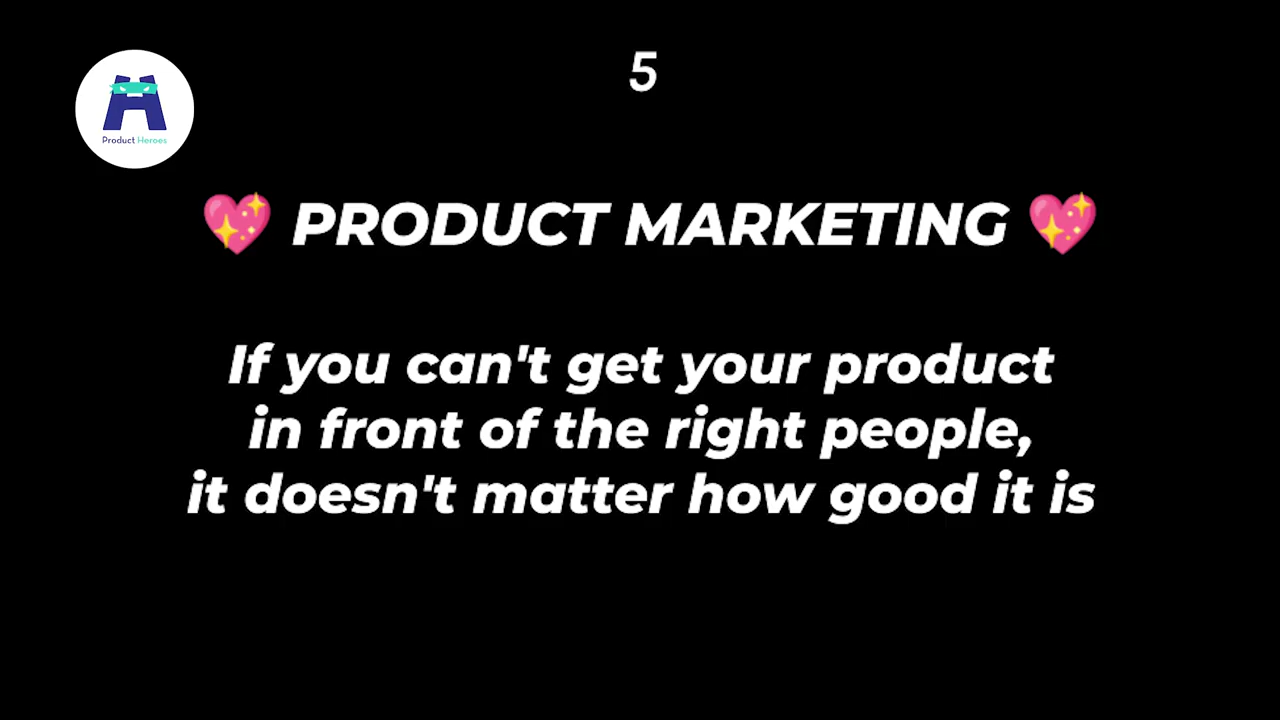 5
Product Heroes
💖 PRODUCT MARKETING 💖
If you can't get your product
in front of the right people,
it doesn't matter how good it is